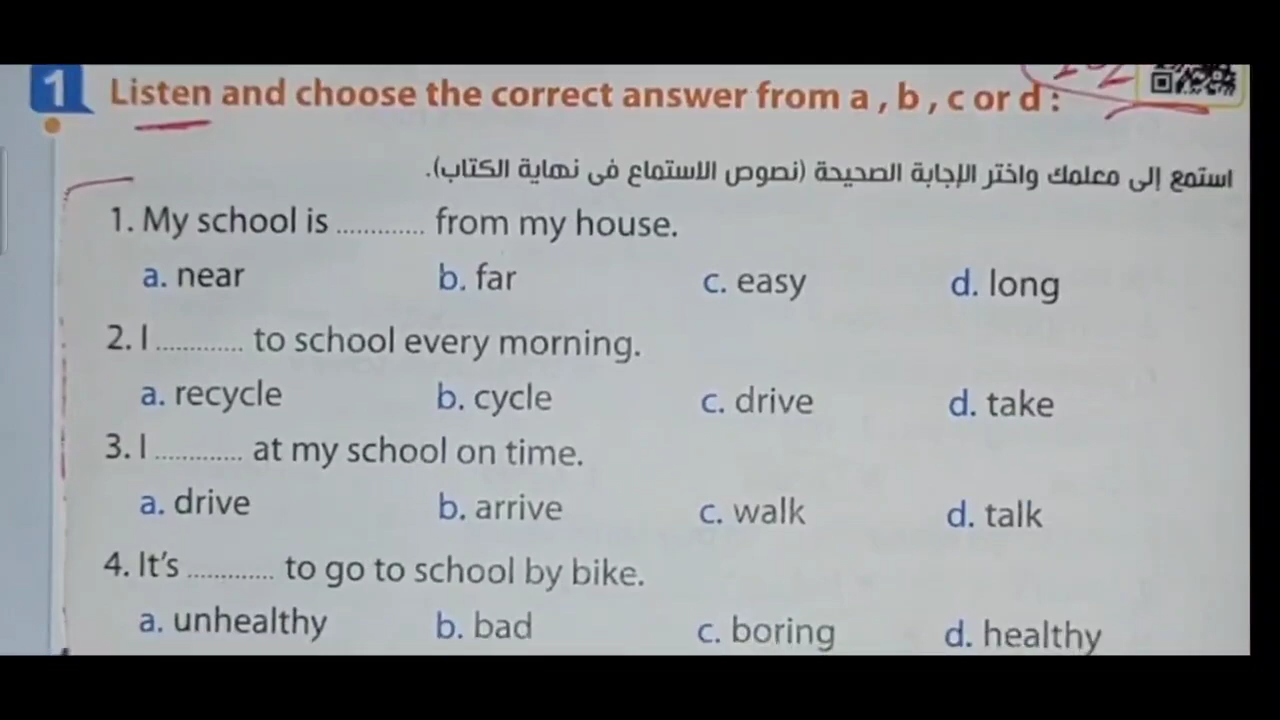 1 Listen and choose the correct answer from a , b , c or d :
استمع إلى معلمك واختر الإجابة الصحيحة (نصوص الاستماع فى نهاية الكتاب).
1. My school is ............. from my house.
a. near b. far c. easy d. long
2. I ............. to school every morning.
a. recycle b. cycle c. drive d. take
3. I ............. at my school on time.
a. drive b. arrive c. walk d. talk
4. It's ............. to go to school by bike.
a. unhealthy b. bad c. boring d. healthy